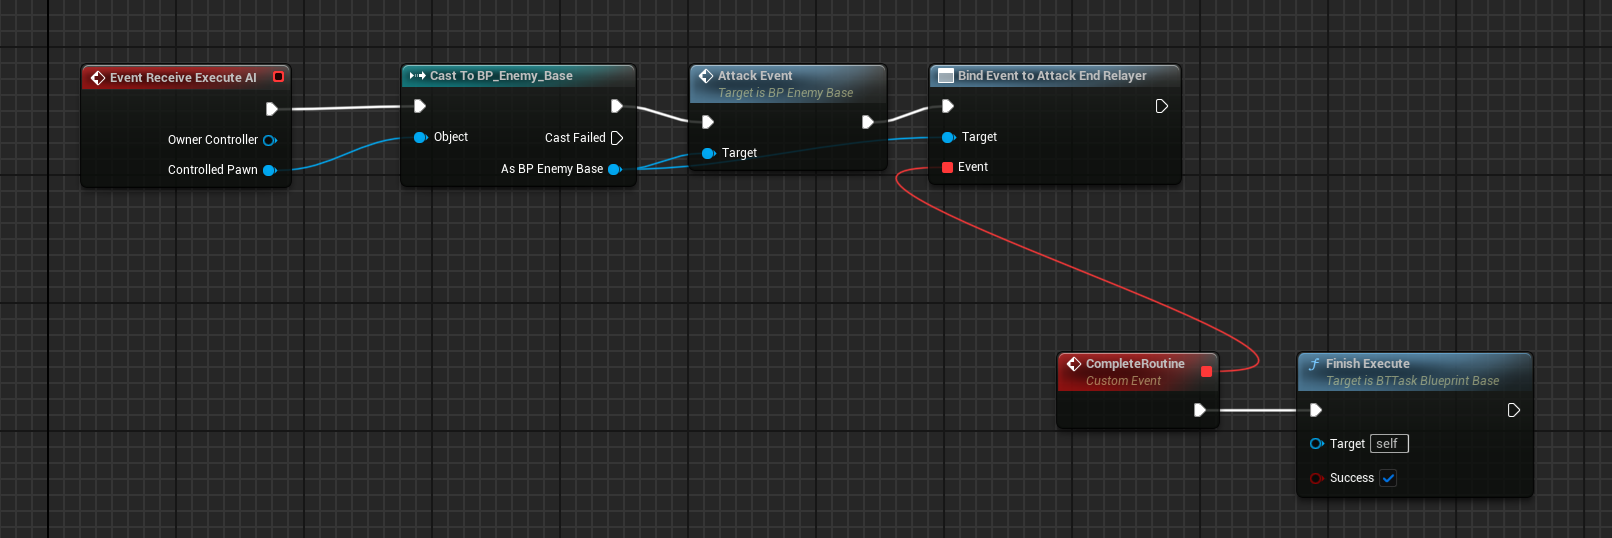 Event Receive Execute AI
Owner Controller
Controlled Pawn
Cast To BP_Enemy_Base
Object
Cast Failed
As BP Enemy Base
Attack Event
Target is BP Enemy Base
Target
Bind Event to Attack End Relayer
Target
Event
CompleteRoutine
Custom Event
Finish Execute
Target is BTTask Blueprint Base
Target self
Success